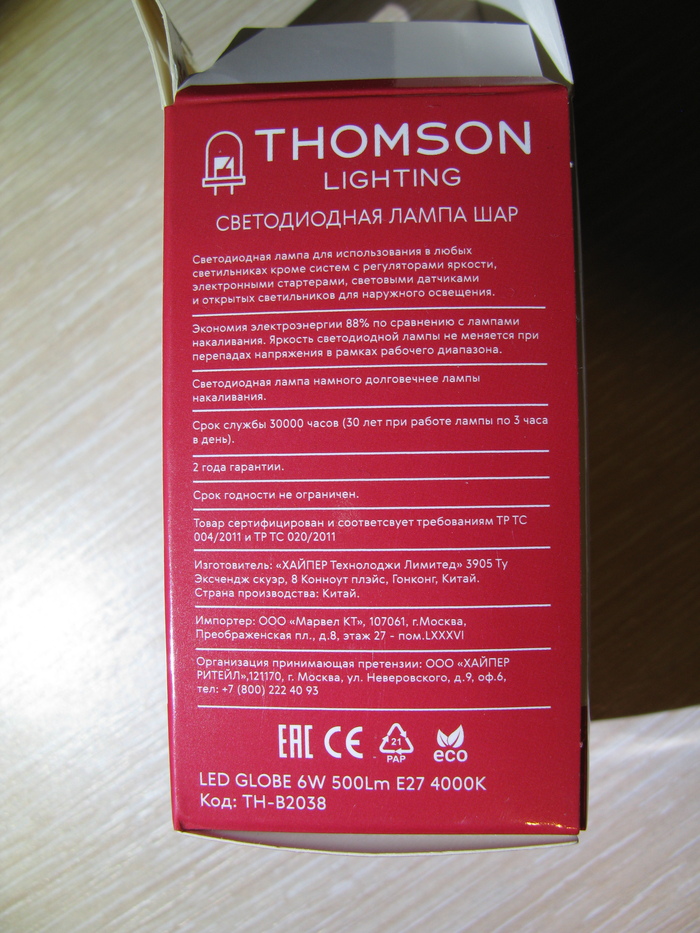 THOMSON
LIGHTING
СВЕТОДИОДНАЯ ЛАМПА ШАР
Светодиодная лампа для использования в любых
светильниках кроме систем с регуляторами яркости,
электронными стартерами, световыми датчиками
и открытых светильников для наружного освещения.
Экономия электроэнергии 88% по сравнению с лампами
накаливания. Яркость светодиодной лампы не меняется при
перепадах напряжения в рамках рабочего диапазона.
Светодиодная лампа намного долговечнее лампы
накаливания.
Срок службы 30000 часов (30 лет при работе лампы по 3 часа
в день).
2 года гарантии.
Срок годности не ограничен.
Товар сертифицирован и соответсвует требованиям ТР ТС
004/2011 и ТР ТС 020/2011
Изготовитель: «ХАЙПЕР Технолоджи Лимитед» 3905 Ту
Эксчендж скуэр, 8 Конноут плэйс, Гонконг, Китай.
Страна производства: Китай.
Импортер: ООО «Марвел КТ», 107061, г.Москва,
Преображенская пл., д.8, этаж 27 - пом.LXXXVI
Организация принимающая претензии: ООО «ХАЙПЕР
РИТЕЙЛ»,121170, г. Москва, ул. Неверовского, д.9, оф.6,
тел: +7 (800) 222 40 93
EAC CE 21 PAP eco
LED GLOBE 6W 500Lm E27 4000K
Код: TH-B2038